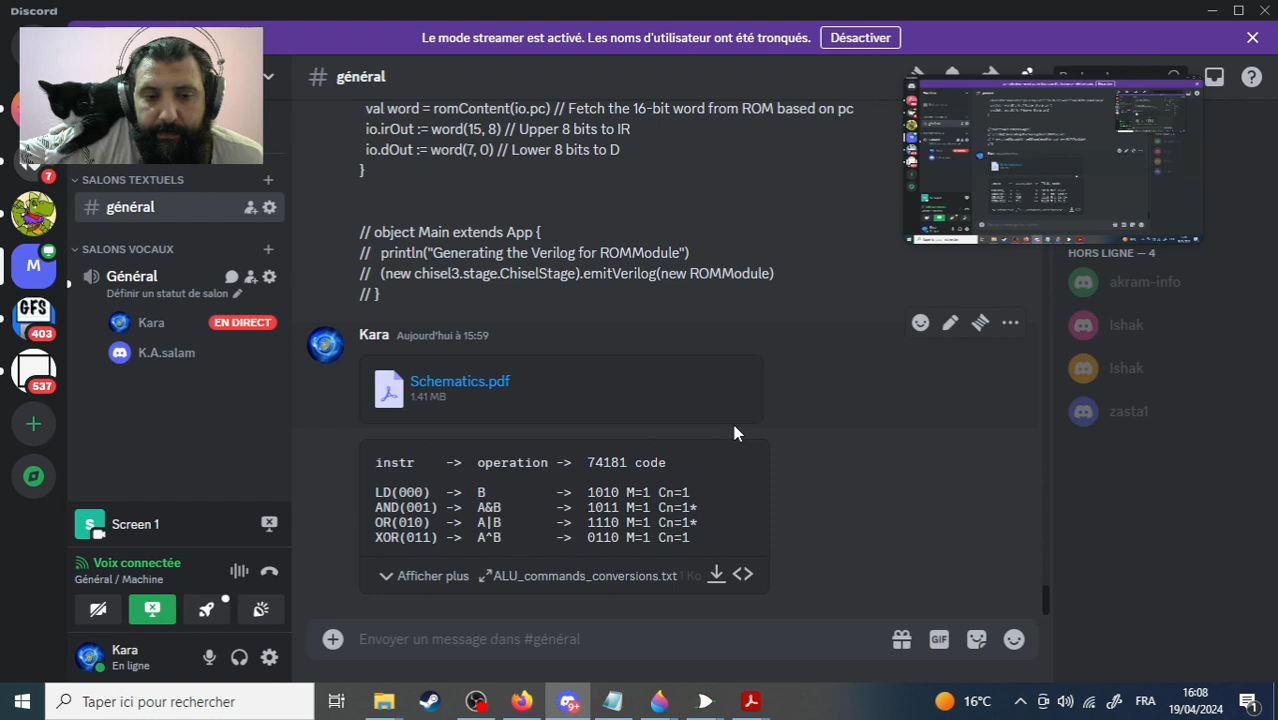 Discord
Le mode streamer est activé. Les noms d'utilisateur ont été tronqués.
Désactiver
général
SALONS TEXTUELS
général
SALONS VOCAUX
Général
Définir un statut de salon
Kara
EN DIRECT
K.A.salam
7
M
GFS
403
537
S
Screen 1
Voix connectée
Général / Machine
Kara
En ligne
val word = romContent(io.pc) // Fetch the 16-bit word from ROM based on pc
io.irOut := word(15, 8) // Upper 8 bits to IR
io.dOut := word(7, 0) // Lower 8 bits to D
}
// object Main extends App {
// println("Generating the Verilog for ROMModule")
// (new chisel3.stage.ChiselStage).emitVerilog(new ROMModule)
// }
Kara Aujourd'hui à 15:59
Schematics.pdf
1.41 MB
instr -> operation -> 74181 code
LD(000) -> B -> 1010 M=1 Cn=1
AND(001) -> A&B -> 1011 M=1 Cn=1*
OR(010) -> A|B -> 1110 M=1 Cn=1*
XOR(011) -> A^B -> 0110 M=1 Cn=1
Afficher plus ALU_commands_conversions.txt 1 Ko
Envoyer un message dans #général
GIF
HORS LIGNE — 4
akram-info
Ishak
Ishak
zasta1
Taper ici pour rechercher
9+
16°C
FRA
16:08
19/04/2024
1